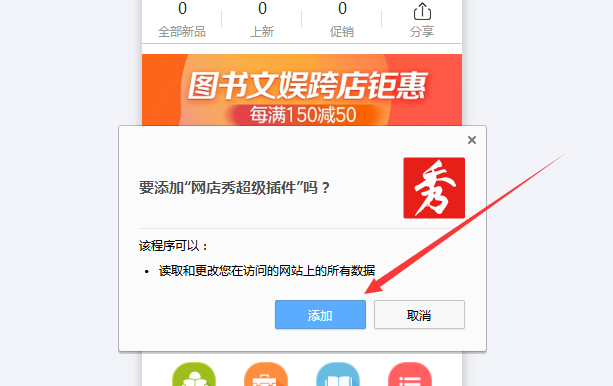 0 0 0
全部新品 上新 促销 分享
图书文娱跨店钜惠
每满150减50
要添加“网店秀超级插件”吗？
秀
该程序可以：
• 读取和更改您在访问的网站上的所有数据
添加 取消